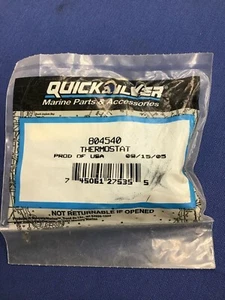 QUICKSILVER
Marine Parts & Accessories
804540
THERMOSTAT
PROD OF USA 09/15/05
7 45061 27535 5
NOT RETURNABLE IF OPENED